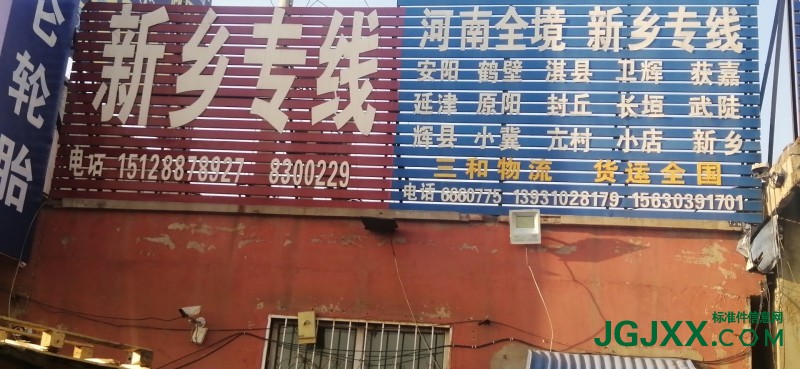 仑轮胎
新乡专线
电话 15128878927 8300229
河南全境 新乡专线
安阳 鹤壁 淇县 卫辉 获嘉
延津 原阳 封丘 长垣 武陟
辉县 小冀 亢村 小店 新乡
三和物流 货运全国
电话 8880775 13931028179 15630391701
标准件信息网
JGJXX.COM